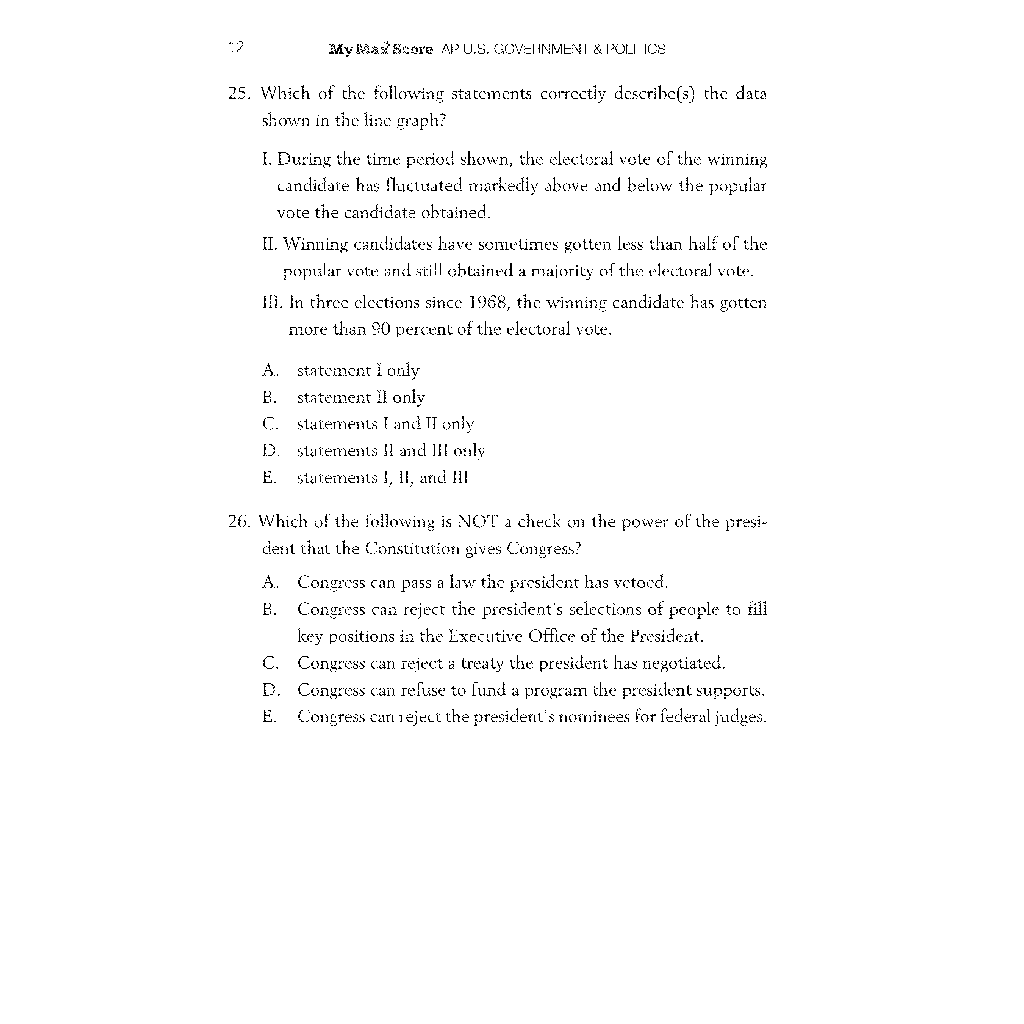 12 My Max Score AP U.S. GOVERNMENT & POLITICS
25. Which of the following statements correctly describe(s) the data
shown in the line graph?
I. During the time period shown, the electoral vote of the winning
candidate has fluctuated markedly above and below the popular
vote the candidate obtained.
II. Winning candidates have sometimes gotten less than half of the
popular vote and still obtained a majority of the electoral vote.
III. In three elections since 1968, the winning candidate has gotten
more than 90 percent of the electoral vote.
A. statement I only
B. statement II only
C. statements I and II only
D. statements II and III only
E. statements I, II, and III
26. Which of the following is NOT a check on the power of the presi-
dent that the Constitution gives Congress?
A. Congress can pass a law the president has vetoed.
B. Congress can reject the president's selections of people to fill
key positions in the Executive Office of the President.
C. Congress can reject a treaty the president has negotiated.
D. Congress can refuse to fund a program the president supports.
E. Congress can reject the president's nominees for federal judges.